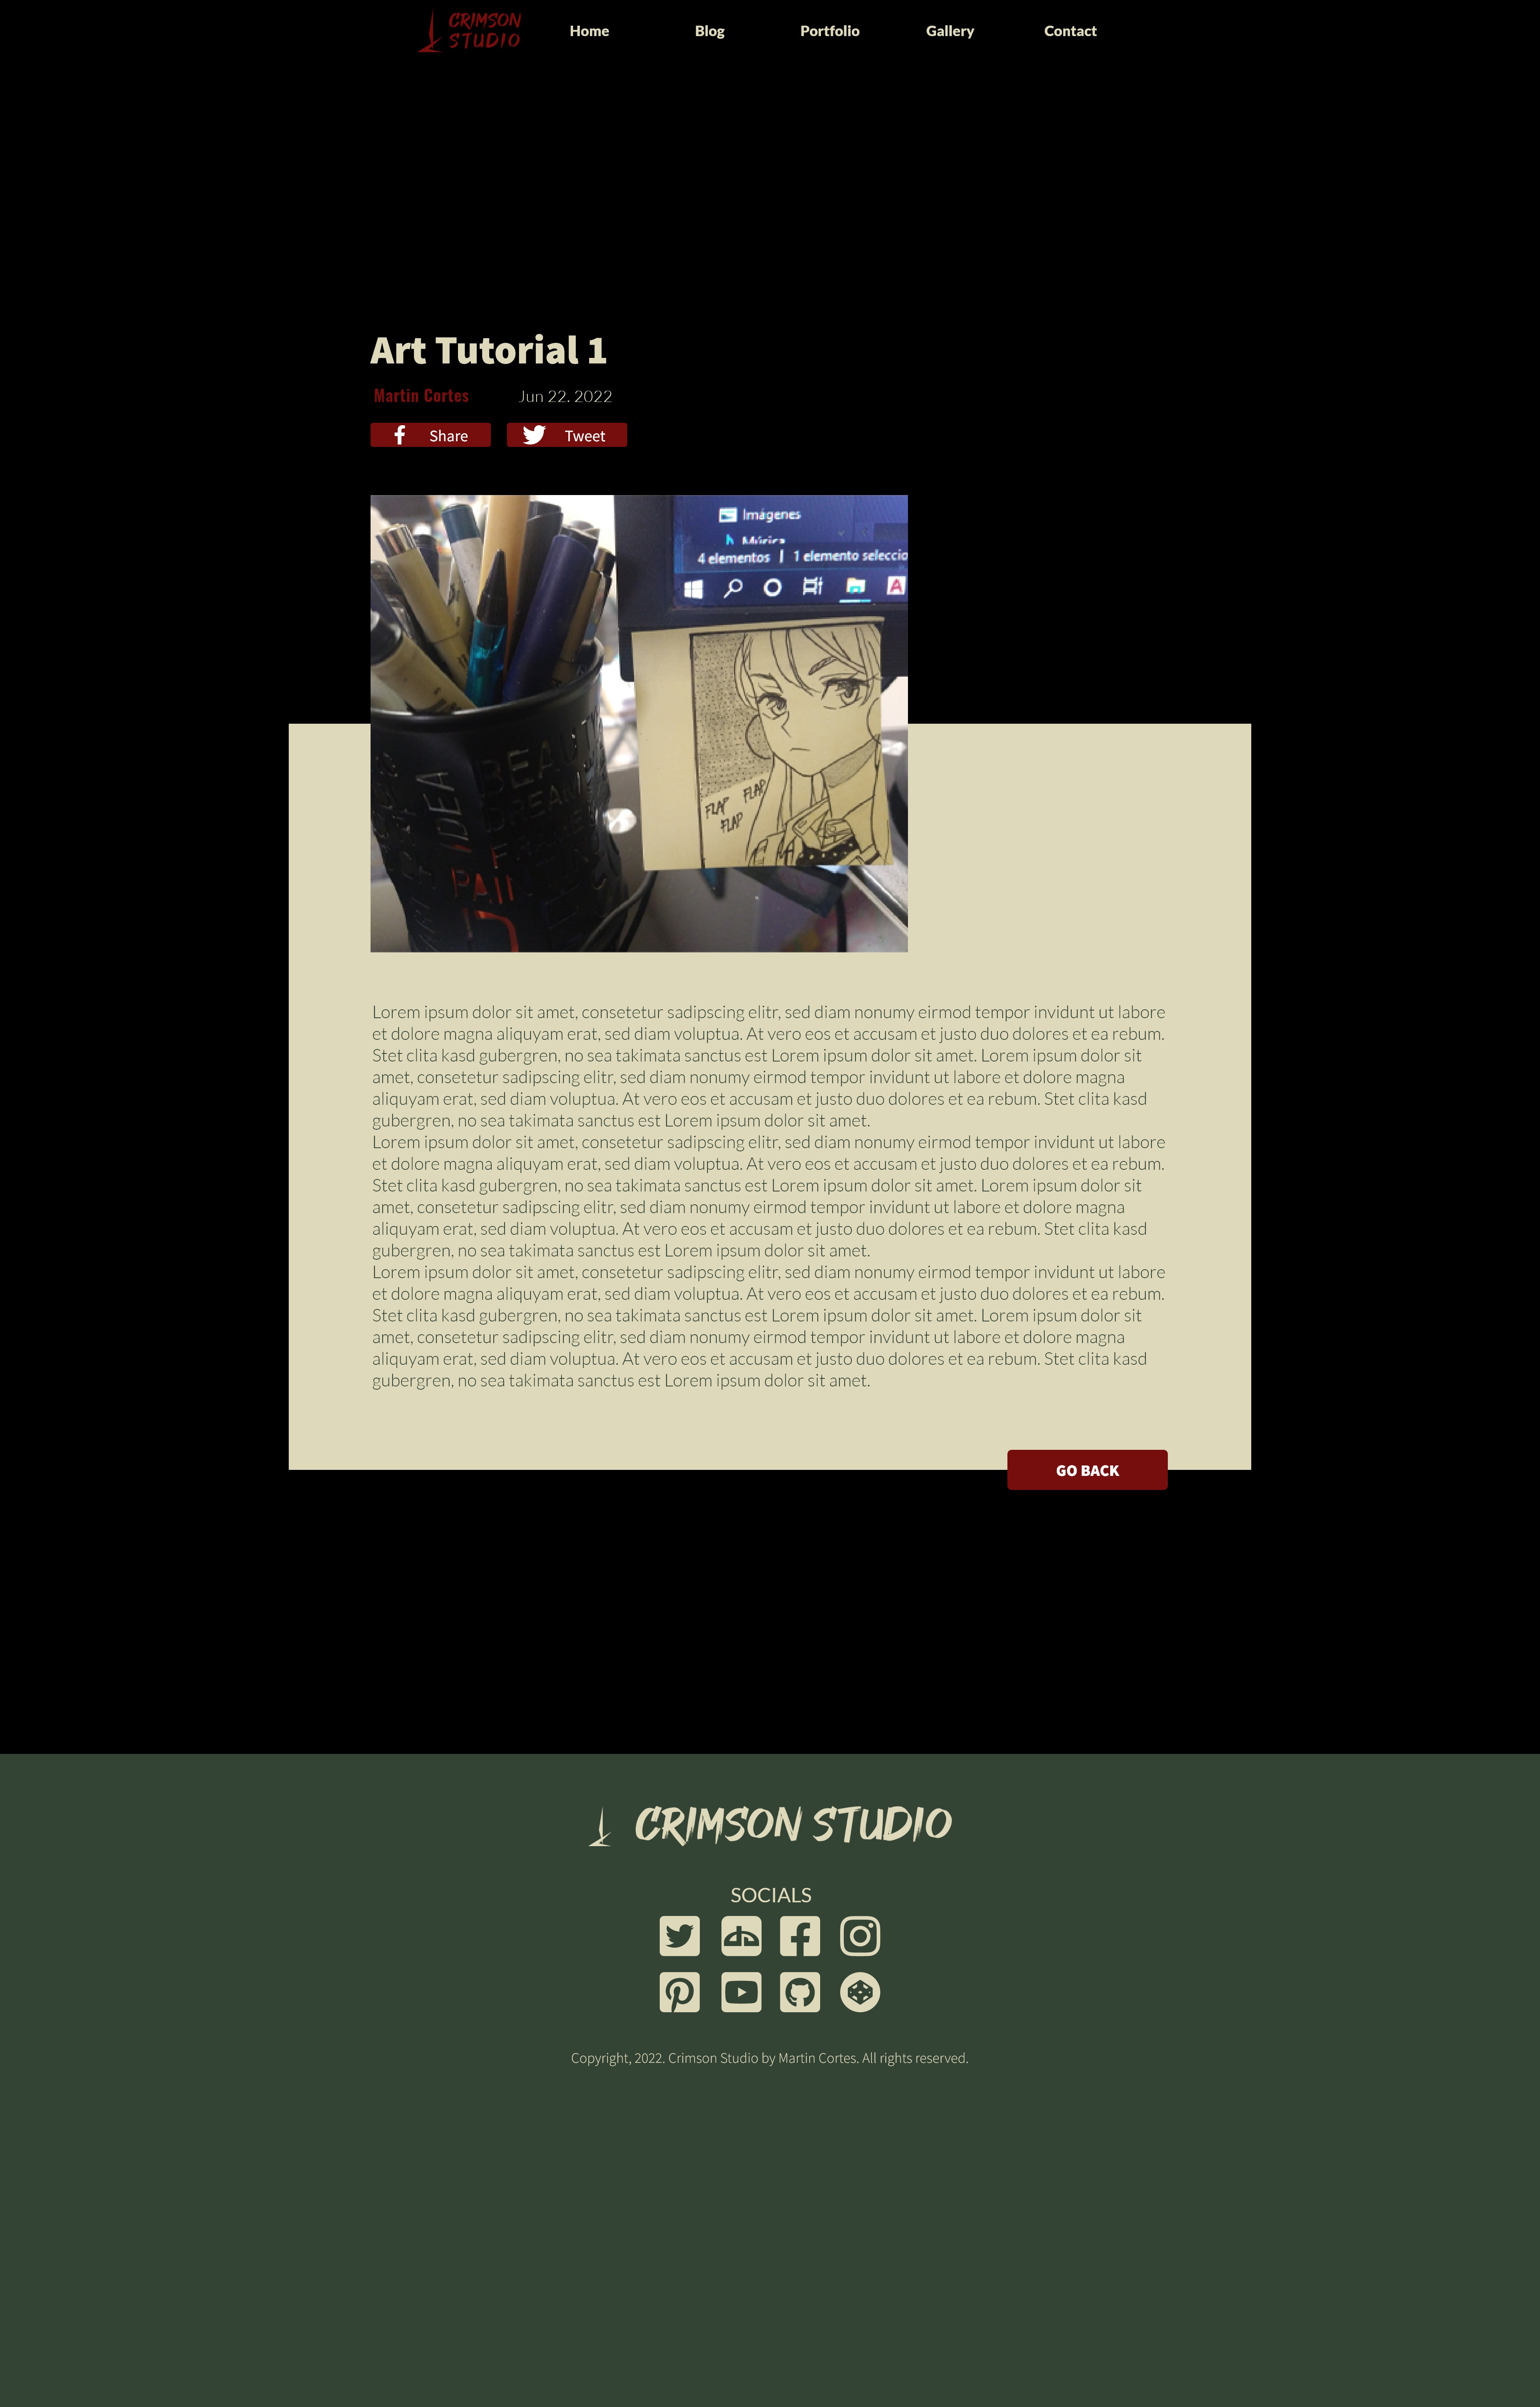 CRIMSON
STUDIO
Home Blog Portfolio Gallery Contact
Art Tutorial 1
Martin Cortes Jun 22. 2022
Share Tweet
Imágenes
Música
4 elementos | 1 elemento seleccio
BEAU
DREAM
IDEA
FLAP FLAP
FLAP
Lorem ipsum dolor sit amet, consetetur sadipscing elitr, sed diam nonumy eirmod tempor invidunt ut labore
et dolore magna aliquyam erat, sed diam voluptua. At vero eos et accusam et justo duo dolores et ea rebum.
Stet clita kasd gubergren, no sea takimata sanctus est Lorem ipsum dolor sit amet. Lorem ipsum dolor sit
amet, consetetur sadipscing elitr, sed diam nonumy eirmod tempor invidunt ut labore et dolore magna
aliquyam erat, sed diam voluptua. At vero eos et accusam et justo duo dolores et ea rebum. Stet clita kasd
gubergren, no sea takimata sanctus est Lorem ipsum dolor sit amet.
Lorem ipsum dolor sit amet, consetetur sadipscing elitr, sed diam nonumy eirmod tempor invidunt ut labore
et dolore magna aliquyam erat, sed diam voluptua. At vero eos et accusam et justo duo dolores et ea rebum.
Stet clita kasd gubergren, no sea takimata sanctus est Lorem ipsum dolor sit amet. Lorem ipsum dolor sit
amet, consetetur sadipscing elitr, sed diam nonumy eirmod tempor invidunt ut labore et dolore magna
aliquyam erat, sed diam voluptua. At vero eos et accusam et justo duo dolores et ea rebum. Stet clita kasd
gubergren, no sea takimata sanctus est Lorem ipsum dolor sit amet.
Lorem ipsum dolor sit amet, consetetur sadipscing elitr, sed diam nonumy eirmod tempor invidunt ut labore
et dolore magna aliquyam erat, sed diam voluptua. At vero eos et accusam et justo duo dolores et ea rebum.
Stet clita kasd gubergren, no sea takimata sanctus est Lorem ipsum dolor sit amet. Lorem ipsum dolor sit
amet, consetetur sadipscing elitr, sed diam nonumy eirmod tempor invidunt ut labore et dolore magna
aliquyam erat, sed diam voluptua. At vero eos et accusam et justo duo dolores et ea rebum. Stet clita kasd
gubergren, no sea takimata sanctus est Lorem ipsum dolor sit amet.
GO BACK
CRIMSON STUDIO
SOCIALS
Copyright, 2022. Crimson Studio by Martin Cortes. All rights reserved.